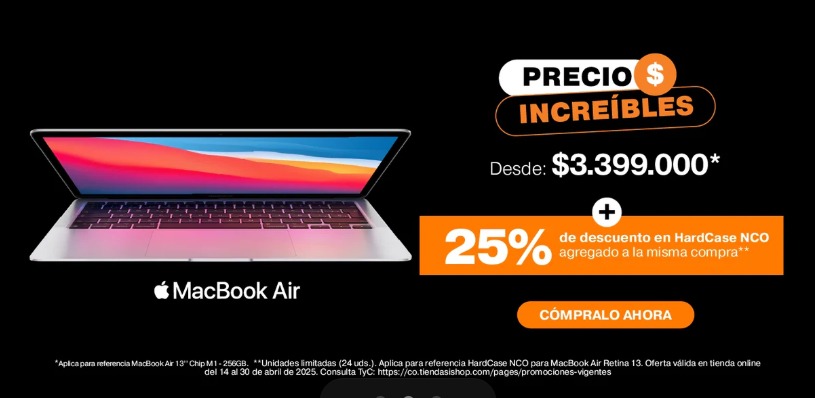 PRECIO$
INCREÍBLES
Desde: $3.399.000*
+
25% de descuento en HardCase NCO
agregado a la misma compra**
MacBook Air
CÓMPRALO AHORA
*Aplica para referencia MacBook Air 13" Chip M1 - 256GB. **Unidades limitadas (24 uds.). Aplica para referencia HardCase NCO para MacBook Air Retina 13. Oferta válida en tienda online
del 14 al 30 de abril de 2025. Consulta TyC: https://co.tiendasishop.com/pages/promociones-vigentes